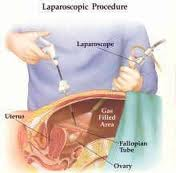 Laparoscopic Procedure
Laparoscope
Uterus
Gas
Filled
Area
Fallopian
Tube
Ovary